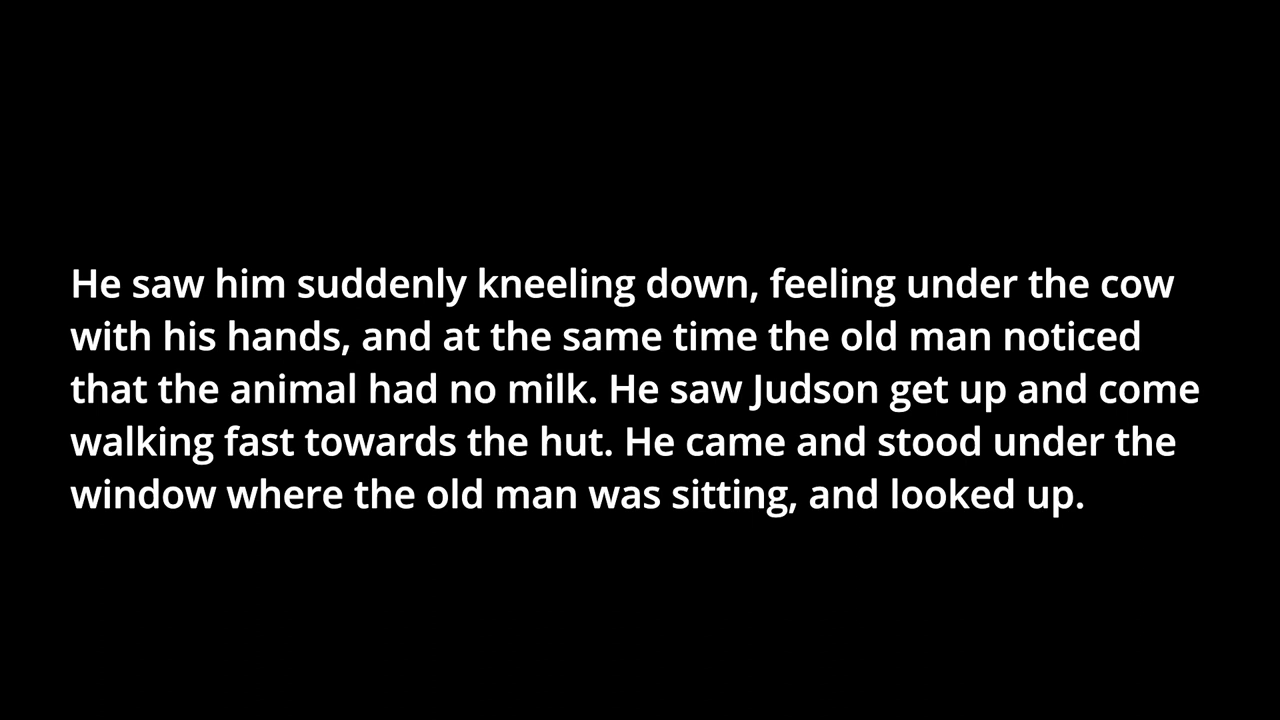 He saw him suddenly kneeling down, feeling under the cow
with his hands, and at the same time the old man noticed
that the animal had no milk. He saw Judson get up and come
walking fast towards the hut. He came and stood under the
window where the old man was sitting, and looked up.